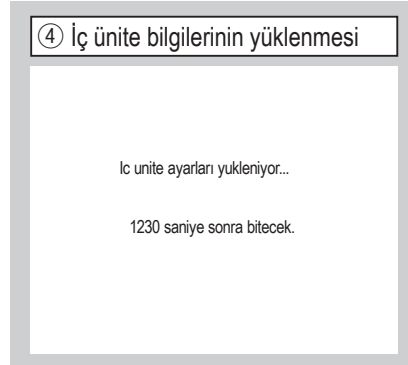 ④ İç ünite bilgilerinin yüklenmesi
Ic unite ayarları yukleniyor...
1230 saniye sonra bitecek.